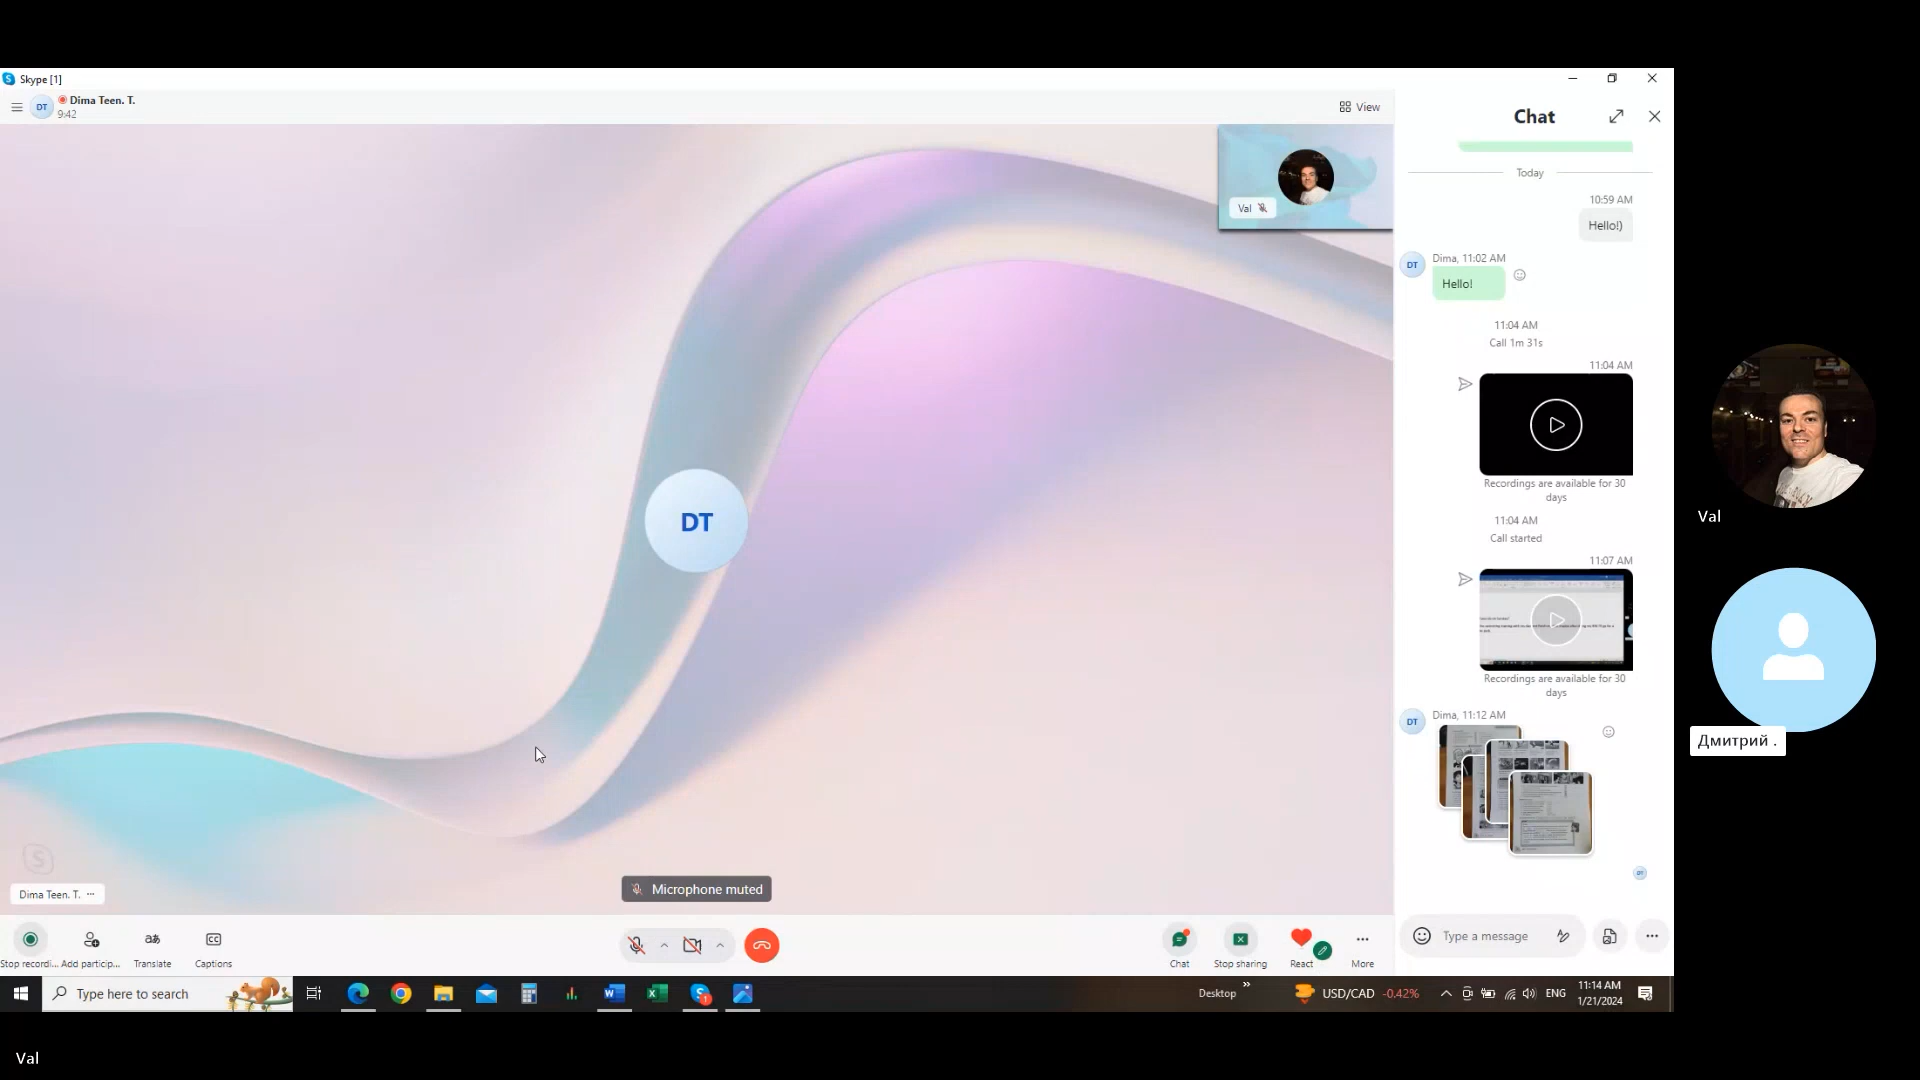 Skype [1]
DT
Dima Teen. T.
9:42
View
Val
DT
Dima Teen. T.
Microphone muted
Stop recordi...
Add particip...
Translate
Captions
Chat
Stop sharing
React
More
Chat
Today
10:59 AM
Hello!)
DT
Dima, 11:02 AM
Hello!
11:04 AM
Call 1m 31s
11:04 AM
Recordings are available for 30
days
11:04 AM
Call started
11:07 AM
Recordings are available for 30
days
DT
Dima, 11:12 AM
Type a message
Type here to search
Desktop
USD/CAD -0.42%
ENG
11:14 AM
1/21/2024
Val
Дмитрий .
Val